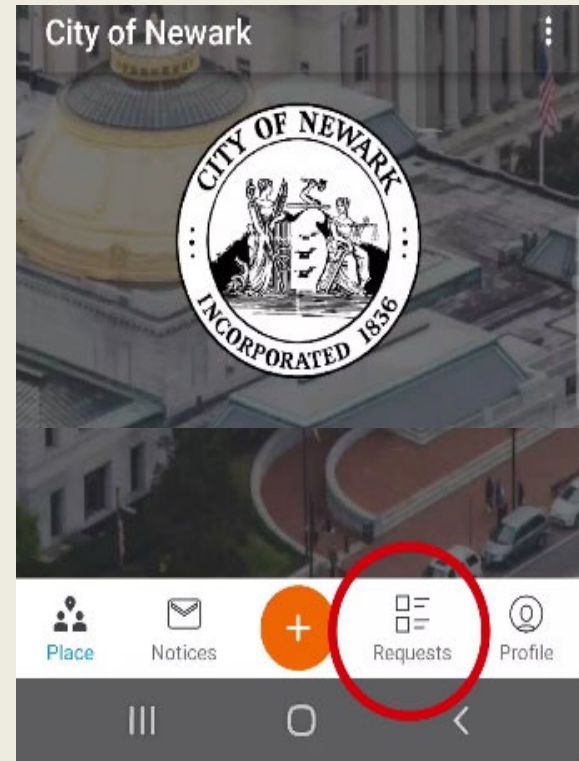 City of Newark
CITY OF NEWARK
INCORPORATED 1836
Place
Notices
Requests
Profile